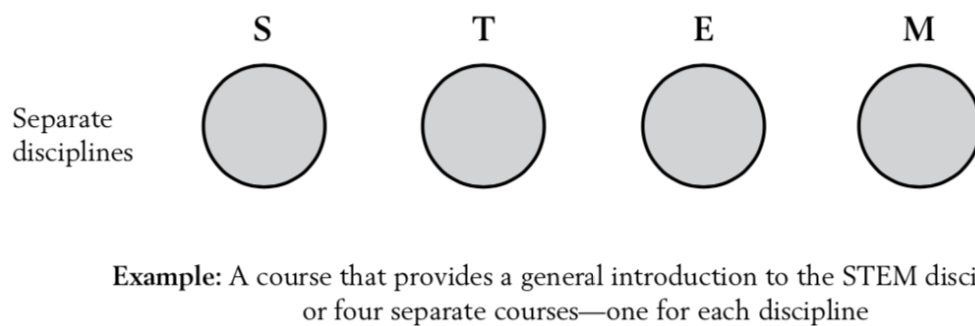 S T E M
Separate
disciplines
Example: A course that provides a general introduction to the STEM
or four separate courses—one for each discipline